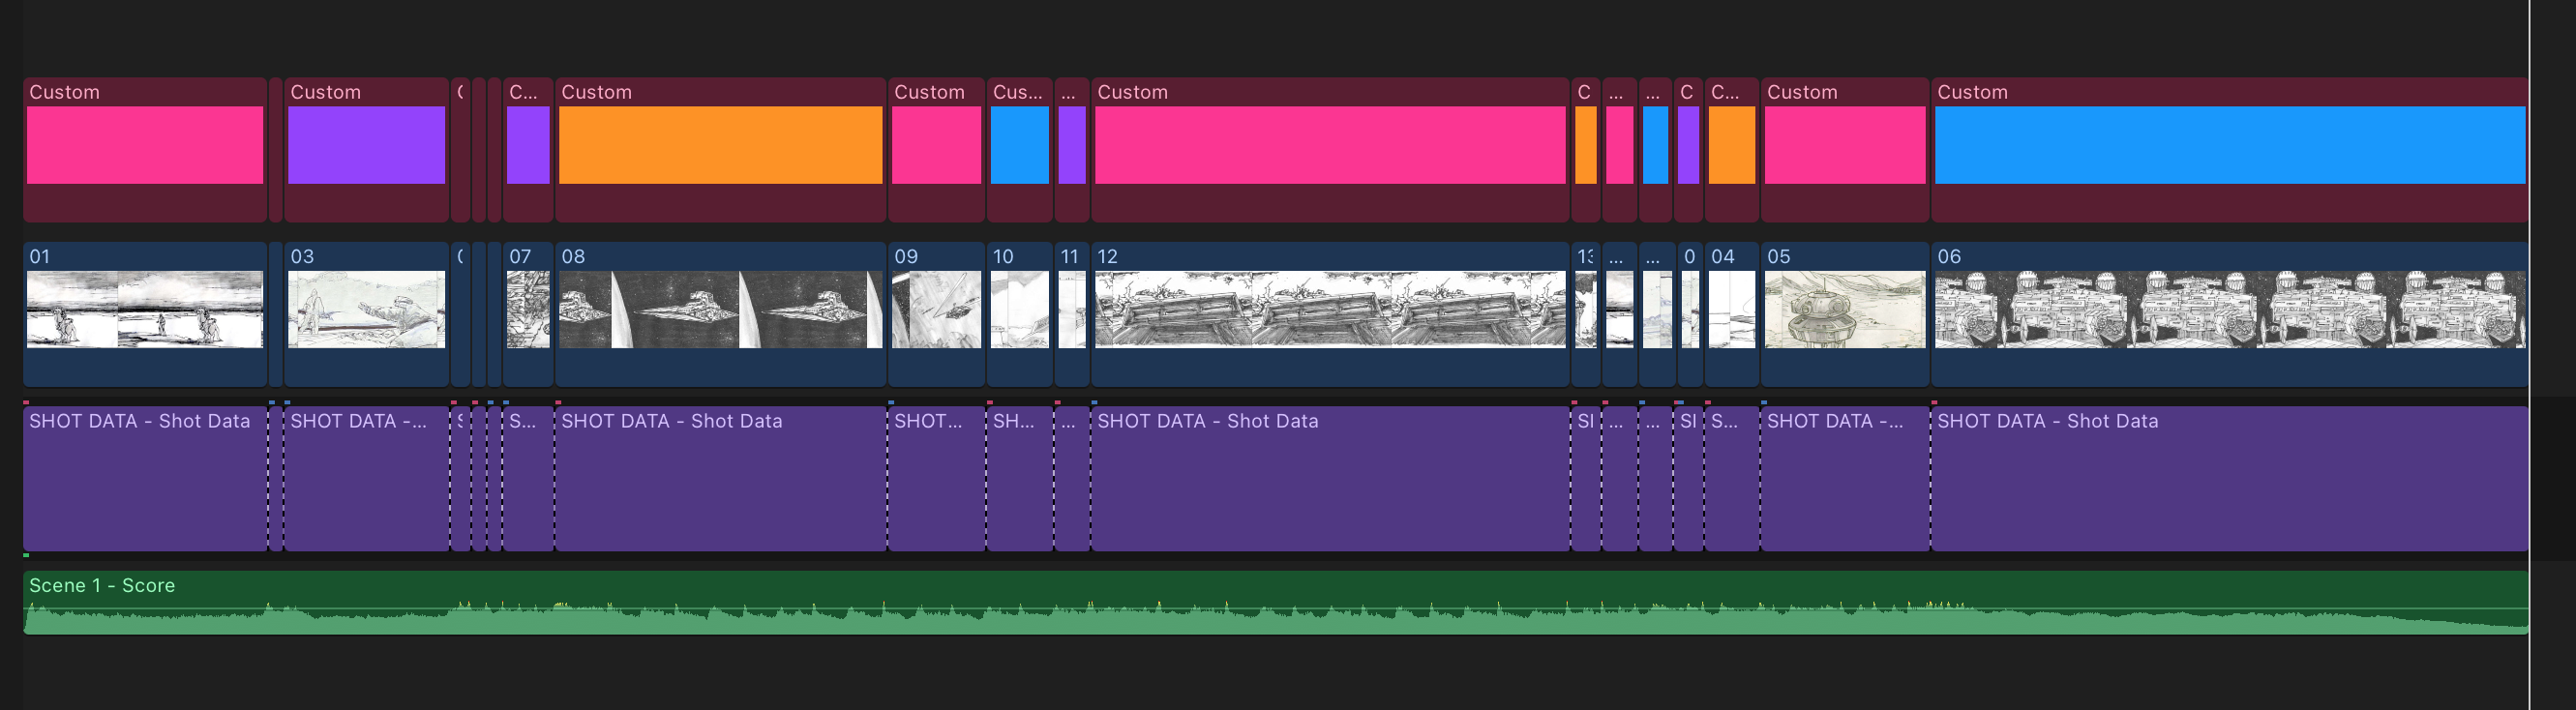 Custom Custom C... Custom Custom Cus... ... Custom C ... ... C C... Custom Custom
01 03 07 08 09 10 11 12 13 ... ... 0 04 05 06
SHOT DATA - Shot Data SHOT DATA -... S... SHOT DATA - Shot Data SHOT... SH... ... SHOT DATA - Shot Data SI ... ... SI S... SHOT DATA -... SHOT DATA - Shot Data
Scene 1 - Score